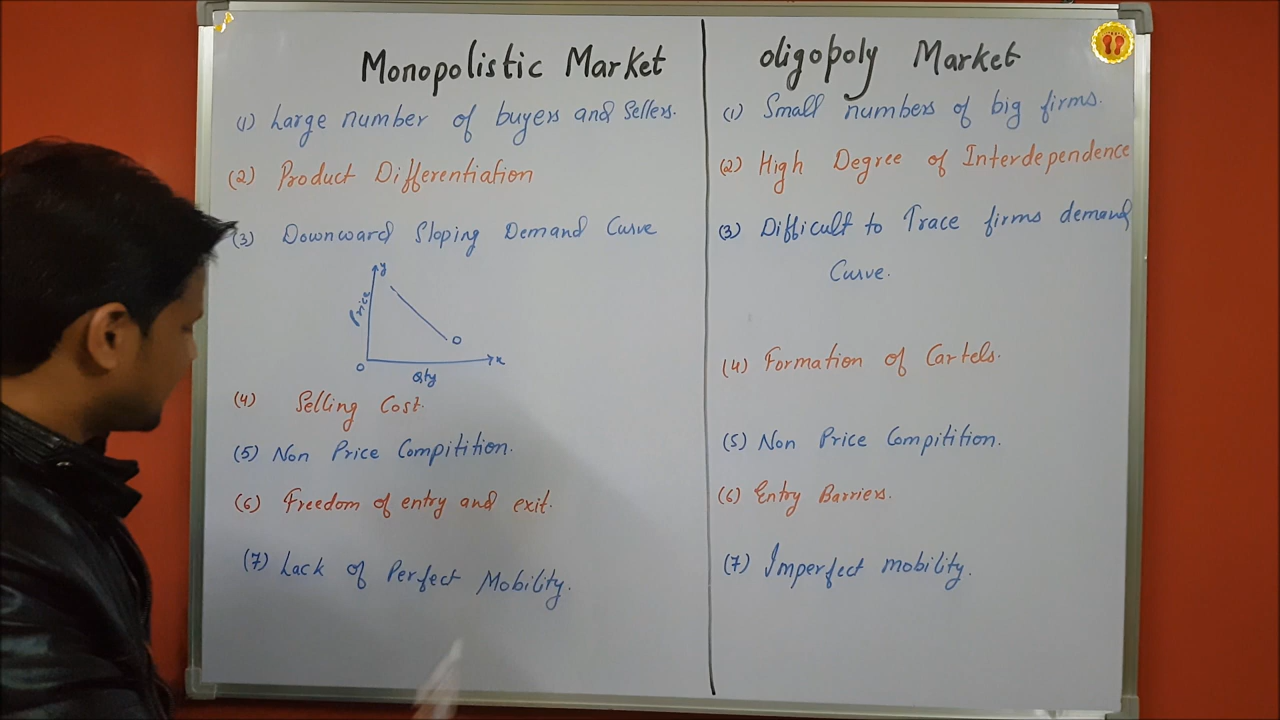 Monopolistic Market
(1) Large number of buyers and Sellers.
(2) Product Differentiation
(3) Downward Sloping Demand Curve
y
Price
D
O
x
Qty
(4) Selling Cost.
(5) Non Price Compitition.
(6) Freedom of entry and exit.
(7) Lack of Perfect Mobility.
oligopoly Market
(1) Small numbers of big firms.
(2) High Degree of Interdependence
(3) Difficult to Trace firms demand
Curve.
(4) Formation of Cartels.
(5) Non Price Compitition.
(6) Entry Barriers.
(7) Imperfect mobility.